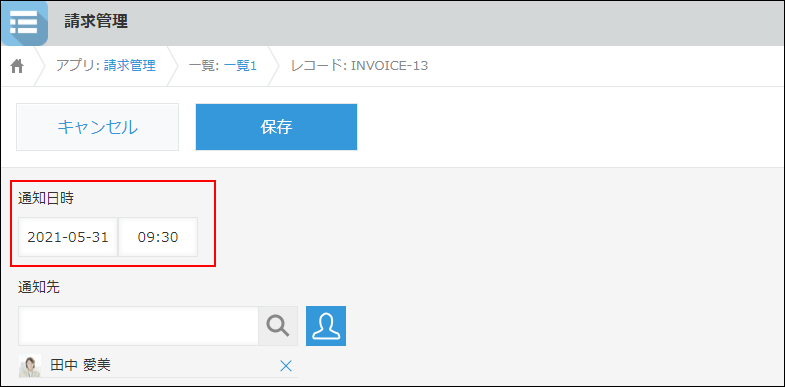 請求管理
アプリ: 請求管理 一覧: 一覧1 レコード: INVOICE-13
キャンセル 保存
通知日時
2021-05-31 09:30
通知先
田中 愛美